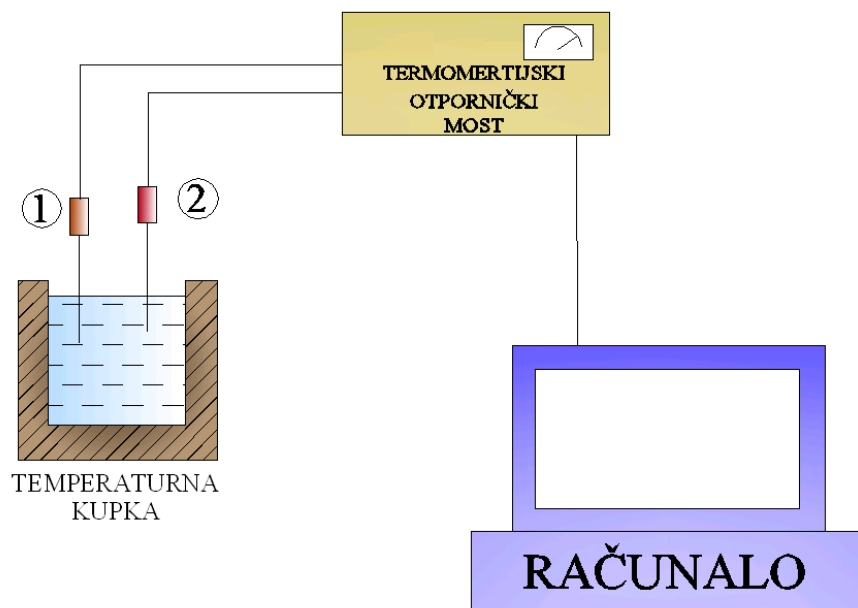 TERMOMERTIJSKI
OTPORNIČKI
MOST
1
2
TEMPERATURNA
KUPKA
RAČUNALO